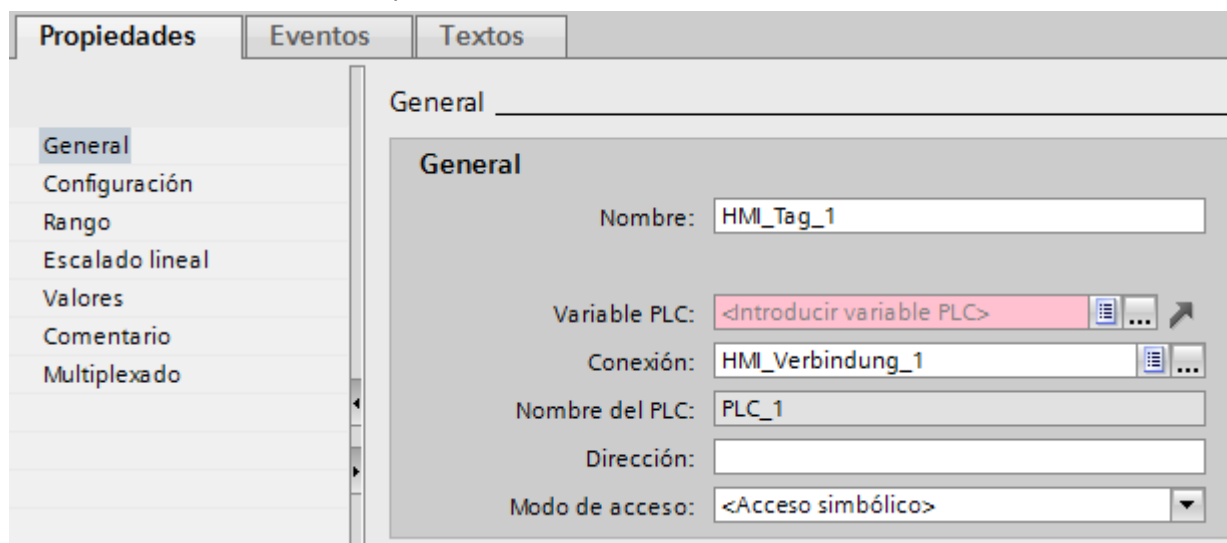 Propiedades Eventos Textos
General
General
Configuración
Rango
Escalado lineal
Valores
Comentario
Multiplexado
General
Nombre: HMI_Tag_1
Variable PLC: <Introducir variable PLC> ...
Conexión: HMI_Verbindung_1 ...
Nombre del PLC: PLC_1
Dirección:
Modo de acceso: <Acceso simbólico>